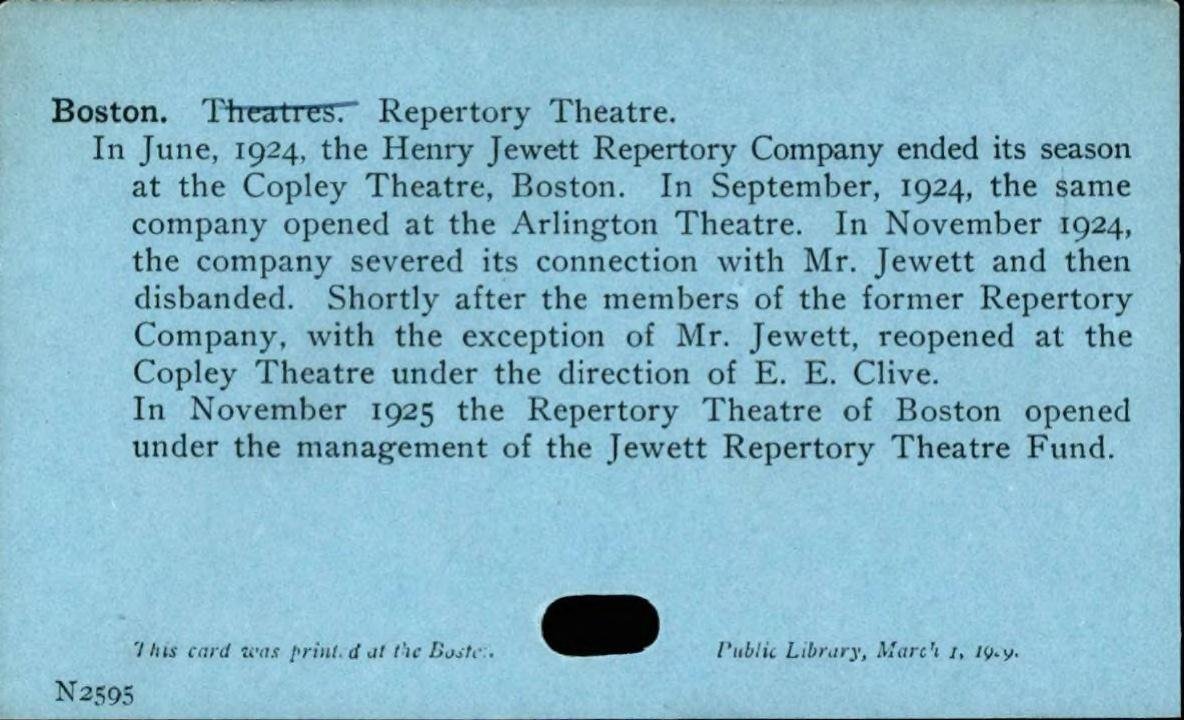 Boston. Theatres. Repertory Theatre.
In June, 1924, the Henry Jewett Repertory Company ended its season
at the Copley Theatre, Boston. In September, 1924, the same
company opened at the Arlington Theatre. In November 1924,
the company severed its connection with Mr. Jewett and then
disbanded. Shortly after the members of the former Repertory
Company, with the exception of Mr. Jewett, reopened at the
Copley Theatre under the direction of E. E. Clive.
In November 1925 the Repertory Theatre of Boston opened
under the management of the Jewett Repertory Theatre Fund.
This card was printed at the Boston Public Library, March 1,
N2595